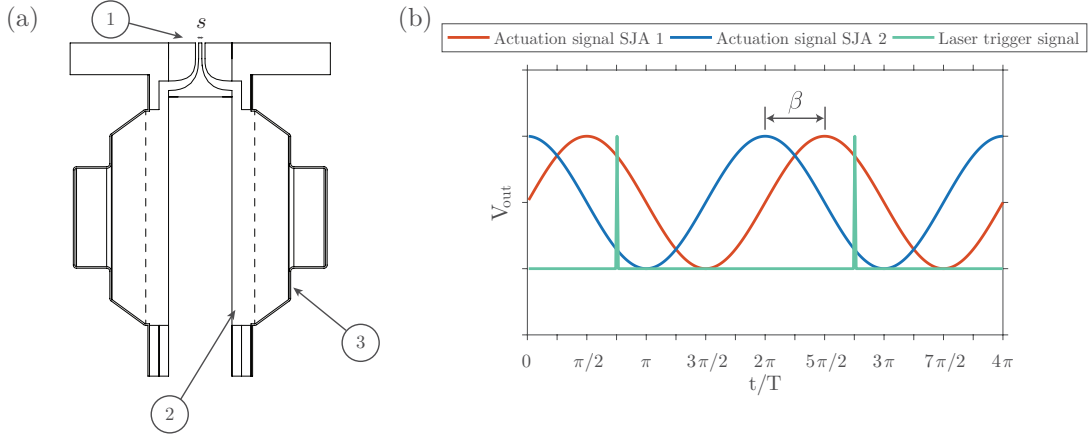 (a)
1
s
2
3
(b)
Actuation signal SJA 1 Actuation signal SJA 2 Laser trigger signal
β
V_out
0 π/2 π 3π/2 2π 5π/2 3π 7π/2 4π
t/T